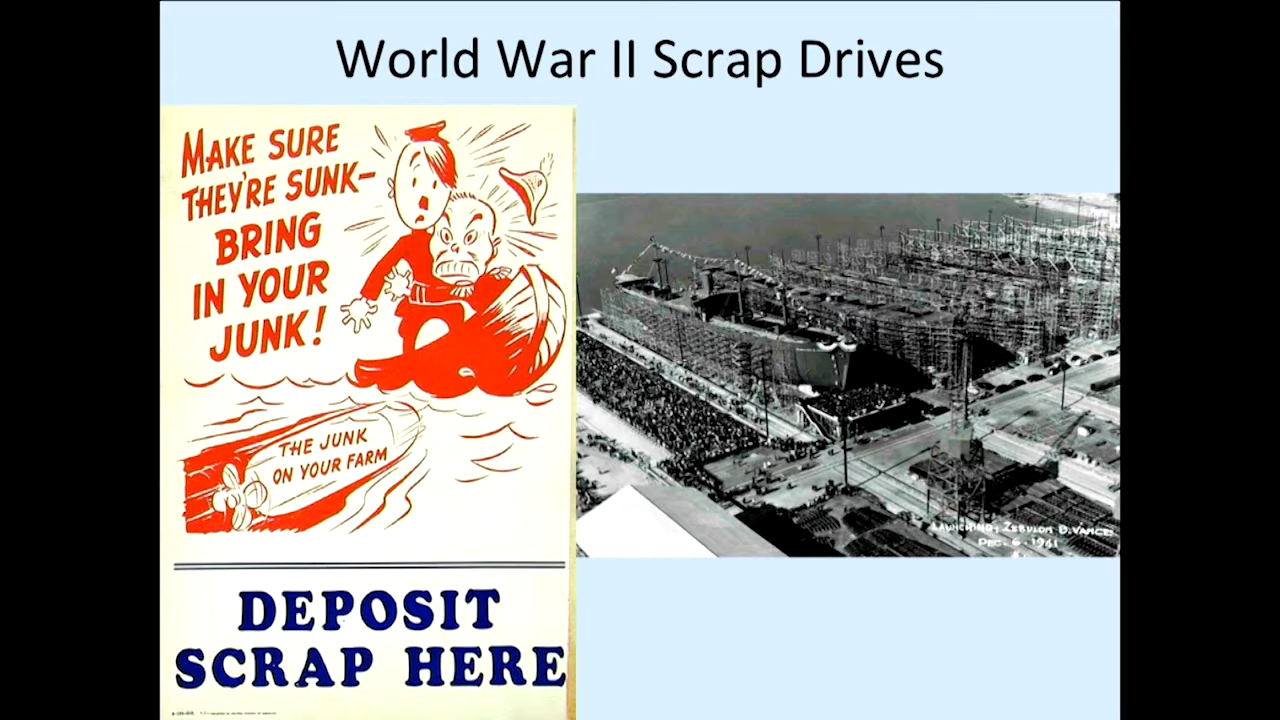 World War II Scrap Drives
MAKE SURE
THEY'RE SUNK–
BRING
IN YOUR
JUNK!
THE JUNK
ON YOUR FARM
DEPOSIT
SCRAP HERE
LAUNCHING, ZEBULON B. VANCE
DEC. 6, 1941